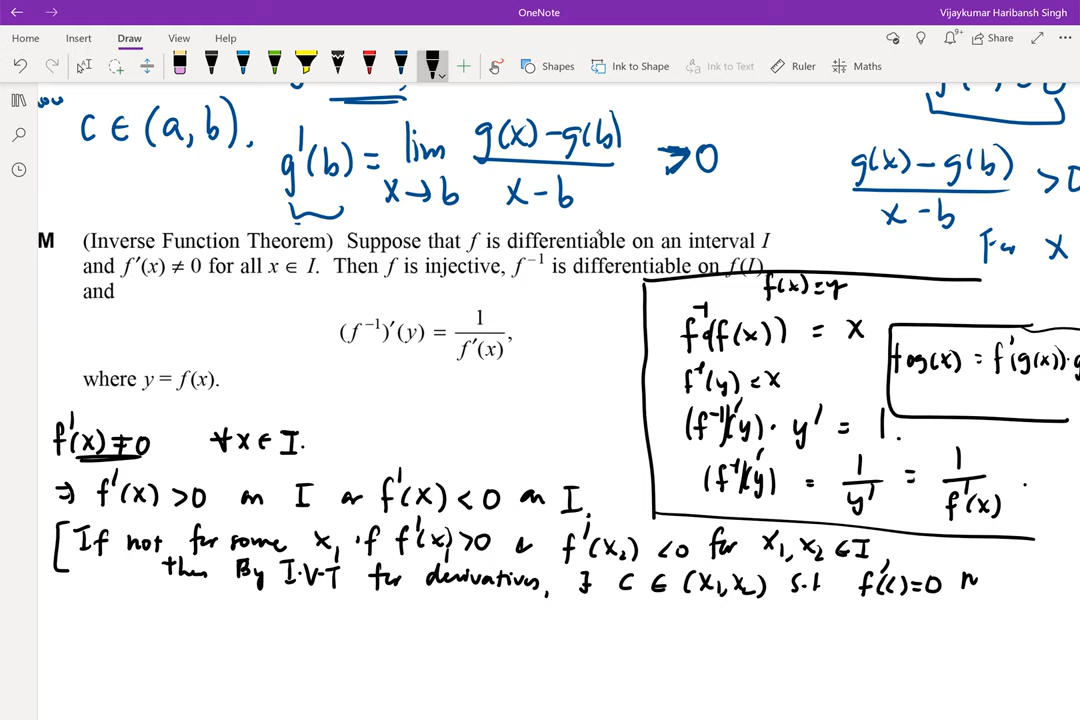 OneNote
Vijaykumar Haribansh Singh
Home Insert Draw View Help
9+ Share
Shapes Ink to Shape Ink to Text Ruler Maths
C ∈ (a, b).
g'(b) = lim x→b g(x) − g(b) / x − b > 0
g(x) − g(b) / x − b > 0
For x
M (Inverse Function Theorem) Suppose that f is differentiable on an interval I
and f′(x) ≠ 0 for all x ∈ I. Then f is injective, f⁻¹ is differentiable on f(I)
and
(f⁻¹)′(y) = 1 / f′(x),
where y = f(x).
f(x) = y
f⁻¹(f(x)) = x
f⁻¹(y) = x
(f⁻¹)'(y) · y' = 1.
(f⁻¹)'(y) = 1 / y' = 1 / f'(x) .
fog(x) = f'(g(x)) · g
f'(x) ≠ 0 ∀ x ∈ I.
⇒ f'(x) > 0 on I or f'(x) < 0 on I.
[ If not for some x₁ if f'(x₁) > 0 & f'(x₂) < 0 for x₁, x₂ ∈ I,
then By I.V.T for derivatives, ∃ C ∈ (x₁, x₂) s.t f'(c) = 0